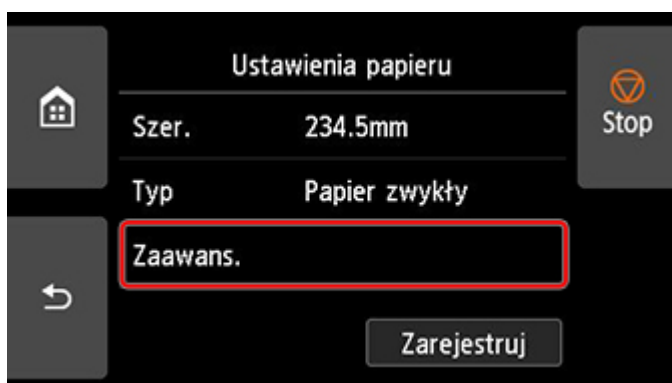 Ustawienia papieru
Szer. 234.5mm
Stop
Typ Papier zwykły
Zaawans.
Zarejestruj